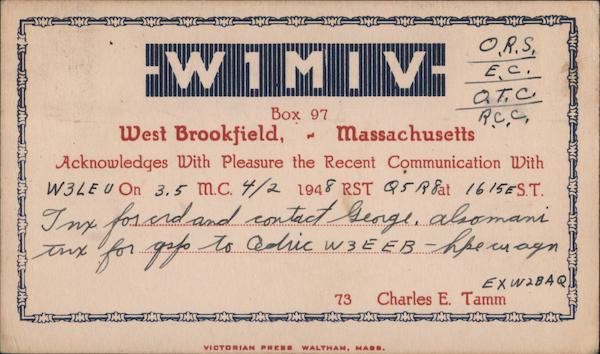 W1MIV
O.R.S.
E.C.
O.T.C.
R.C.C.
Box 97
West Brookfield, - Massachusetts
Acknowledges With Pleasure the Recent Communication With
W3LEU On 3.5 M.C. 4/2 1948 RST Q5R8 at 1615 E S.T.
Tnx for crd and contact George. also mani
tnx for qsp to Cedric W3EEB - hpe cu agn
EX W2BAQ
73 Charles E. Tamm
VICTORIAN PRESS WALTHAM, MASS.